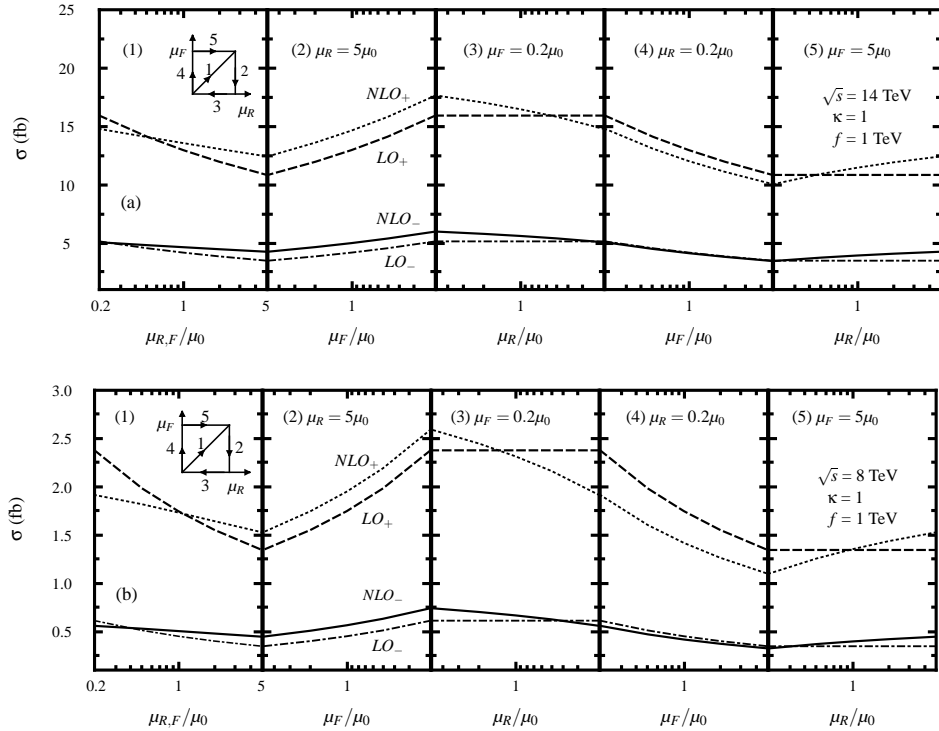 25
20
15
10
5
σ (fb)
(1)
μF
5
4
1
2
3
μR
(2) μR = 5μ0
(3) μF = 0.2μ0
(4) μR = 0.2μ0
(5) μF = 5μ0
NLO+
LO+
√s = 14 TeV
κ = 1
f = 1 TeV
(a)
NLO−
LO−
0.2
1
5
1
1
1
1
μR,F/μ0
μF/μ0
μR/μ0
μF/μ0
μR/μ0
3.0
2.5
2.0
1.5
1.0
0.5
σ (fb)
(1)
μF
5
4
1
2
3
μR
(2) μR = 5μ0
(3) μF = 0.2μ0
(4) μR = 0.2μ0
(5) μF = 5μ0
NLO+
LO+
√s = 8 TeV
κ = 1
f = 1 TeV
(b)
NLO−
LO−
0.2
1
5
1
1
1
1
μR,F/μ0
μF/μ0
μR/μ0
μF/μ0
μR/μ0